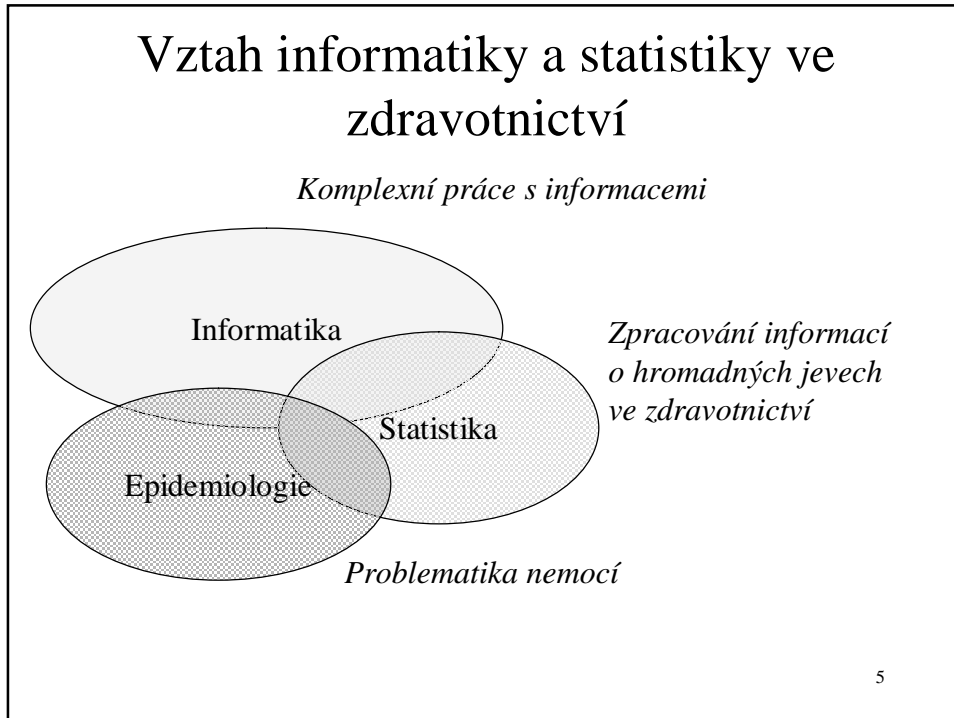 Vztah informatiky a statistiky ve
zdravotnictví
Komplexní práce s informacemi
Informatika
Zpracování informací
o hromadných jevech
ve zdravotnictví
Statistika
Epidemiologie
Problematika nemocí
5